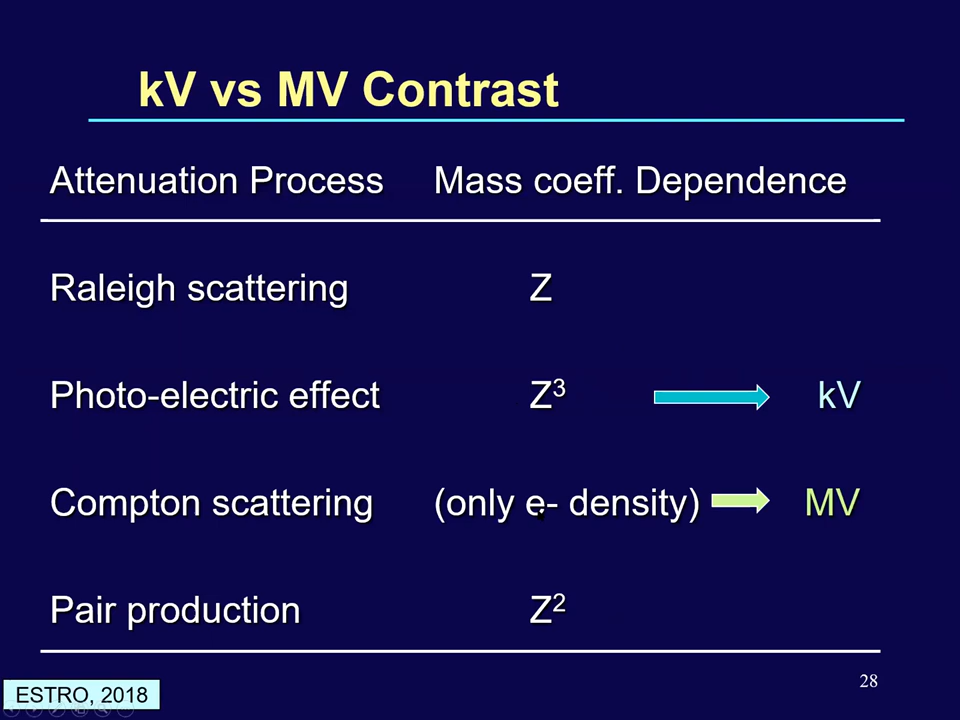 kV vs MV Contrast
Attenuation Process Mass coeff. Dependence
Raleigh scattering Z
Photo-electric effect Z³ kV
Compton scattering (only e- density) MV
Pair production Z²
28
ESTRO, 2018